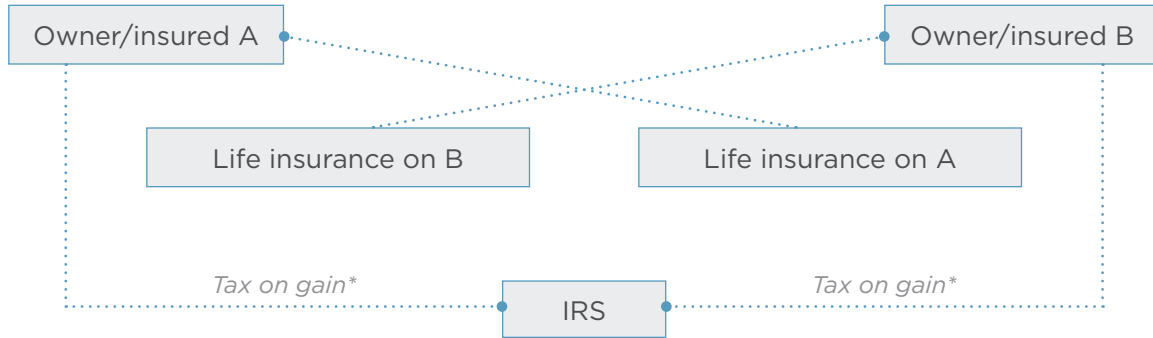 Owner/insured A
Owner/insured B
Life insurance on B
Life insurance on A
Tax on gain*
Tax on gain*
IRS